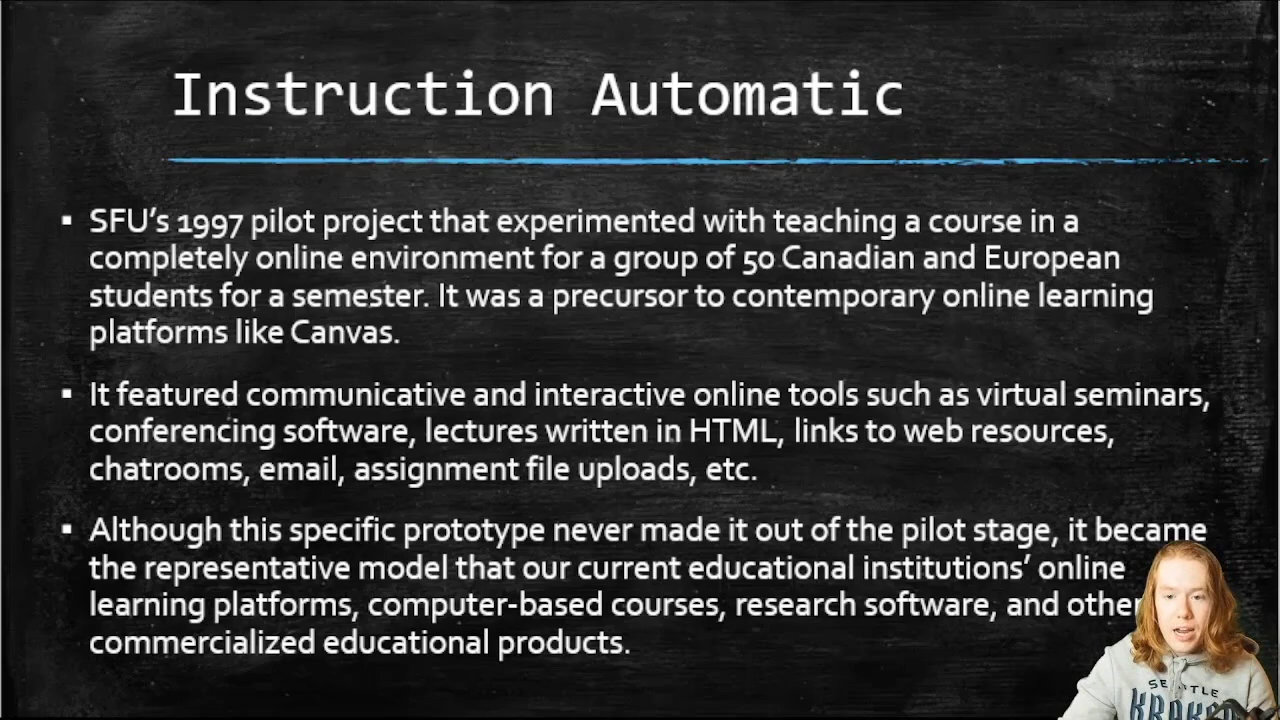 Instruction Automatic
▪ SFU’s 1997 pilot project that experimented with teaching a course in a
completely online environment for a group of 50 Canadian and European
students for a semester. It was a precursor to contemporary online learning
platforms like Canvas.
▪ It featured communicative and interactive online tools such as virtual seminars,
conferencing software, lectures written in HTML, links to web resources,
chatrooms, email, assignment file uploads, etc.
▪ Although this specific prototype never made it out of the pilot stage, it became
the representative model that our current educational institutions’ online
learning platforms, computer-based courses, research software, and other
commercialized educational products.
SEATTLE
KRAKEN